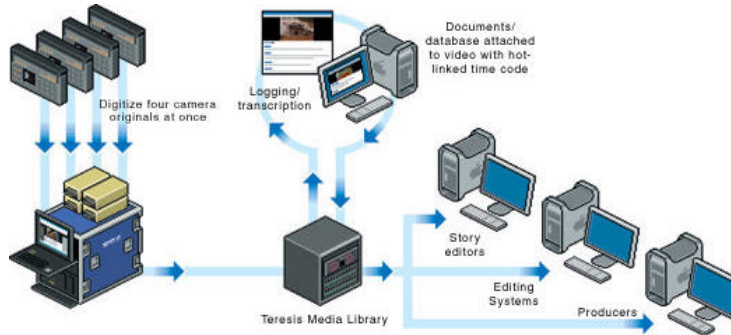 Digitize four camera
originals at once
Logging/
transcription
Documents/
database attached
to video with hot-
linked time code
Teresis Media Library
Story
editors
Editing
Systems
Producers